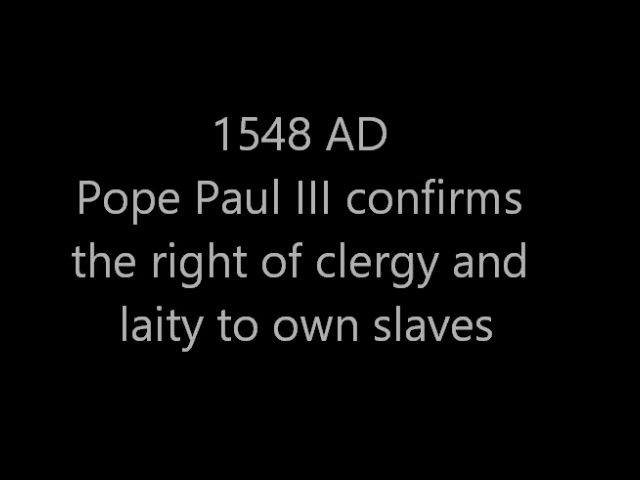 1548 AD
Pope Paul III confirms
the right of clergy and
laity to own slaves